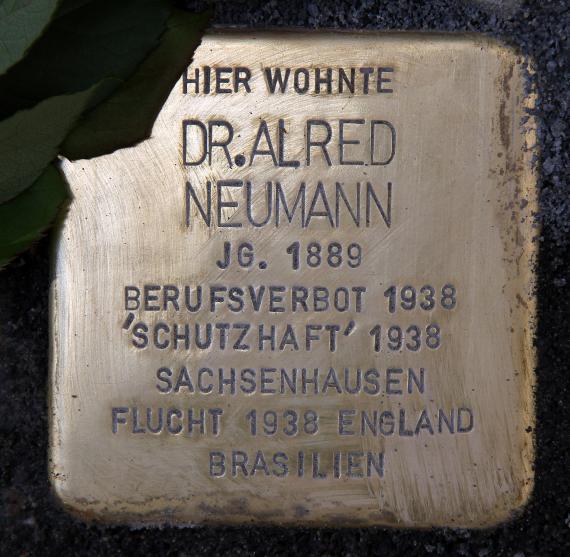 HIER WOHNTE
DR. ALRED
NEUMANN
JG. 1889
BERUFSVERBOT 1938
'SCHUTZHAFT' 1938
SACHSENHAUSEN
FLUCHT 1938 ENGLAND
BRASILIEN